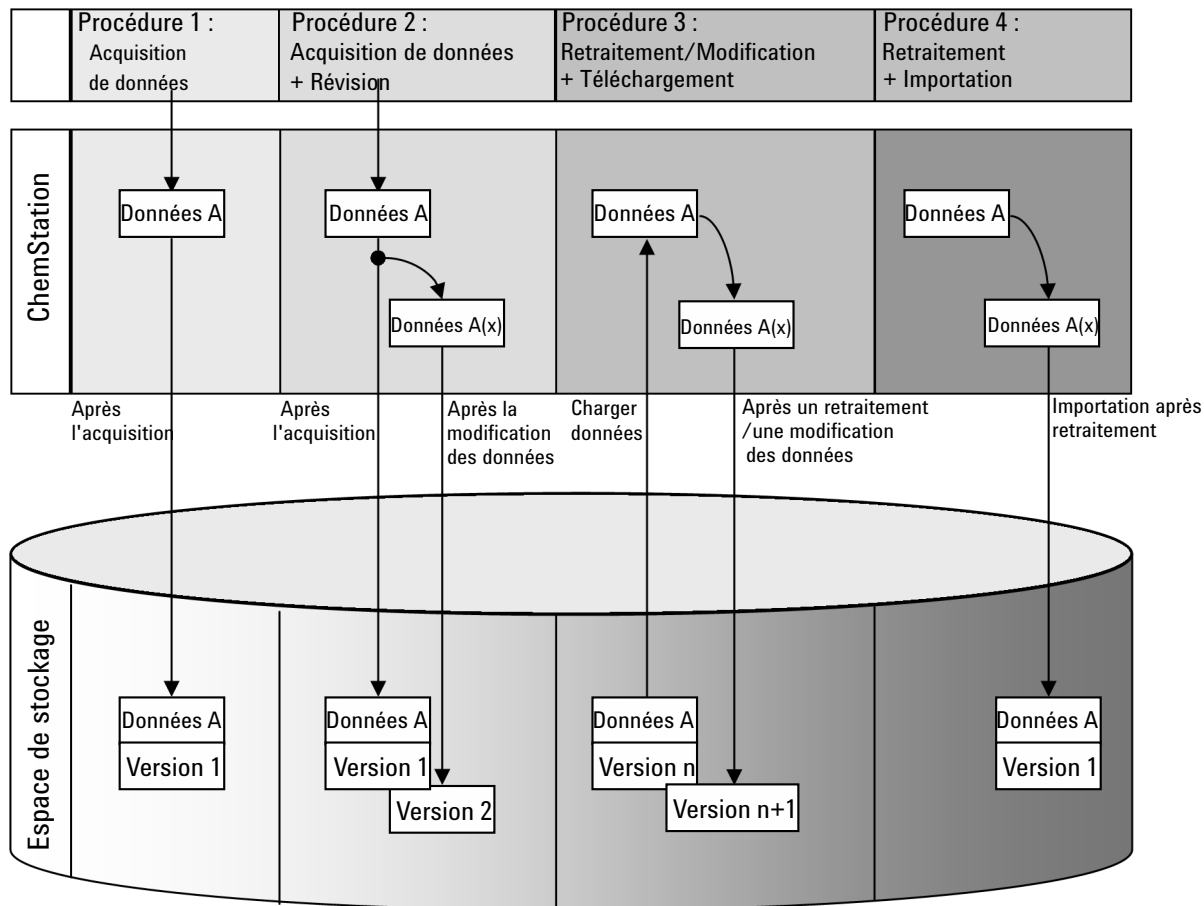 Procédure 1 :
Acquisition
de données
Procédure 2 :
Acquisition de données
+ Révision
Procédure 3 :
Retraitement/Modification
+ Téléchargement
Procédure 4 :
Retraitement
+ Importation
ChemStation
Données A
Données A
Données A(x)
Données A
Données A(x)
Données A
Données A(x)
Après
l'acquisition
Après
l'acquisition
Après la
modification
des données
Charger
données
Après un retraitement
/une modification
des données
Importation après
retraitement
Espace de stockage
Données A
Version 1
Données A
Version 1
Version 2
Données A
Version n
Version n+1
Données A
Version 1